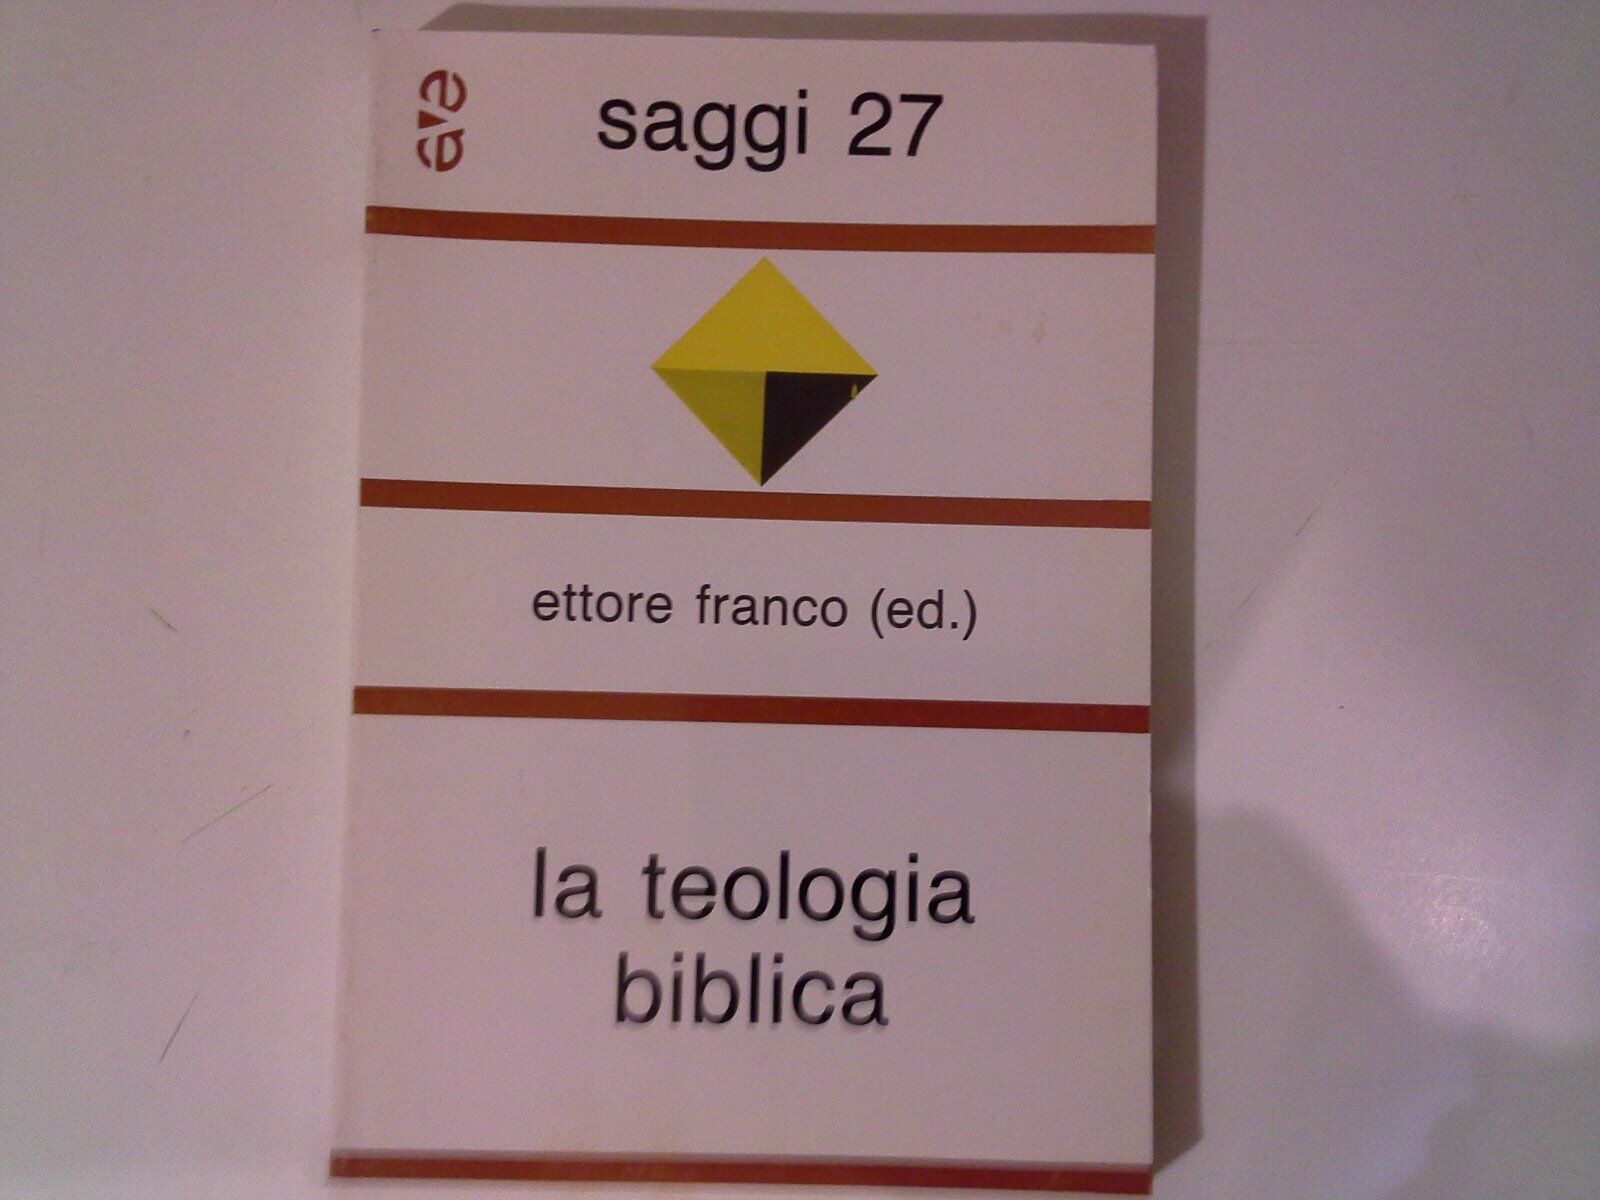 ave
saggi 27
ettore franco (ed.)
la teologia
biblica